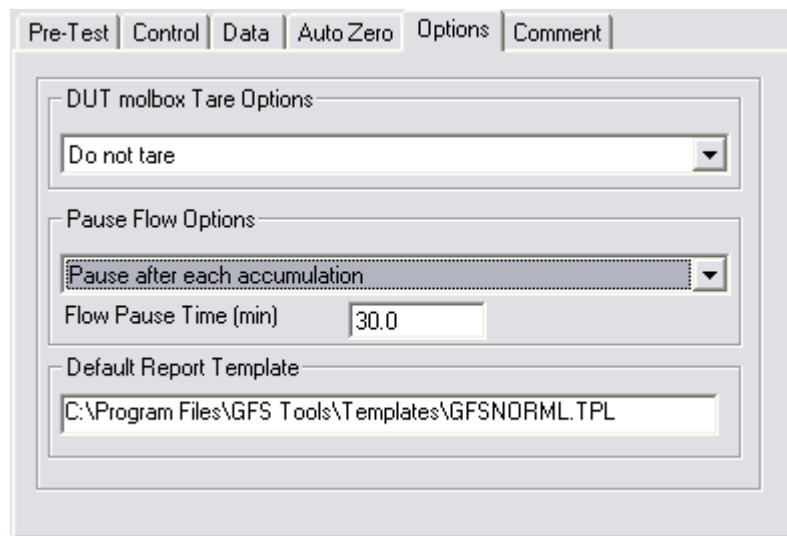 Pre-Test Control Data Auto Zero Options Comment
DUT molbox Tare Options
Do not tare
Pause Flow Options
Pause after each accumulation
Flow Pause Time (min) 30.0
Default Report Template
C:\Program Files\GFS Tools\Templates\GFSNORML.TPL